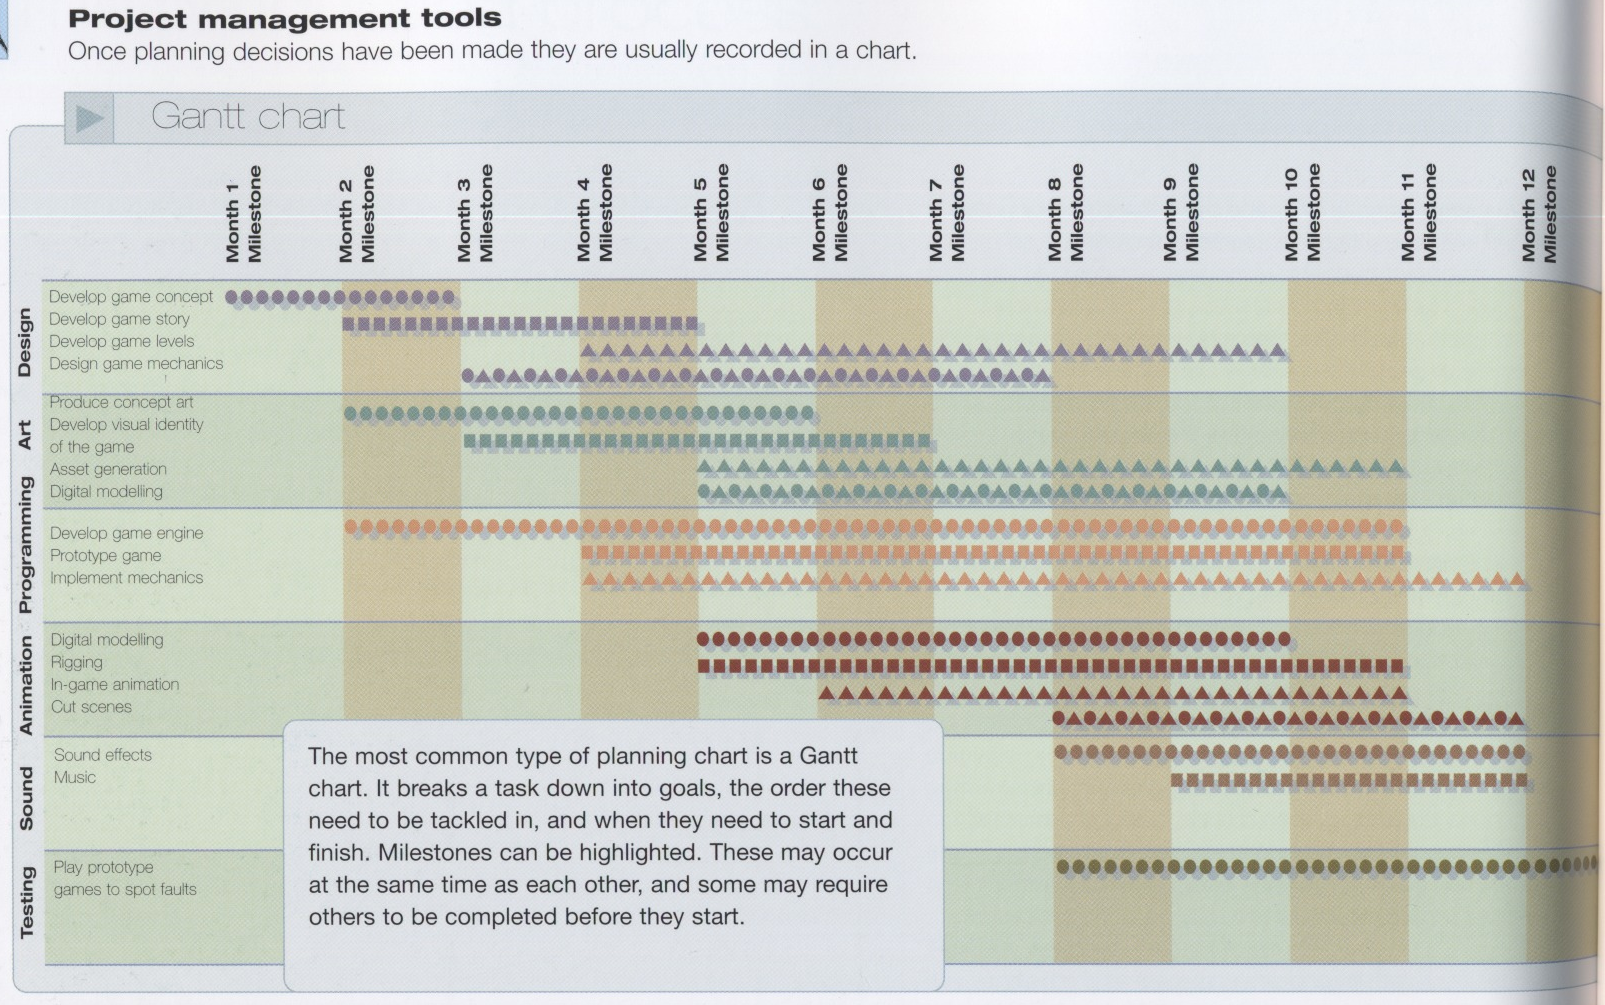 Project management tools
Once planning decisions have been made they are usually recorded in a chart.
Gantt chart
Month 1
Milestone
Month 2
Milestone
Month 3
Milestone
Month 4
Milestone
Month 5
Milestone
Month 6
Milestone
Month 7
Milestone
Month 8
Milestone
Month 9
Milestone
Month 10
Milestone
Month 11
Milestone
Month 12
Milestone
Design
Develop game concept
Develop game story
Develop game levels
Design game mechanics
Art
Produce concept art
Develop visual identity
of the game
Asset generation
Digital modelling
Programming
Develop game engine
Prototype game
Implement mechanics
Animation
Digital modelling
Rigging
In-game animation
Cut scenes
Sound
Sound effects
Music
Testing
Play prototype
games to spot faults
The most common type of planning chart is a Gantt
chart. It breaks a task down into goals, the order these
need to be tackled in, and when they need to start and
finish. Milestones can be highlighted. These may occur
at the same time as each other, and some may require
others to be completed before they start.